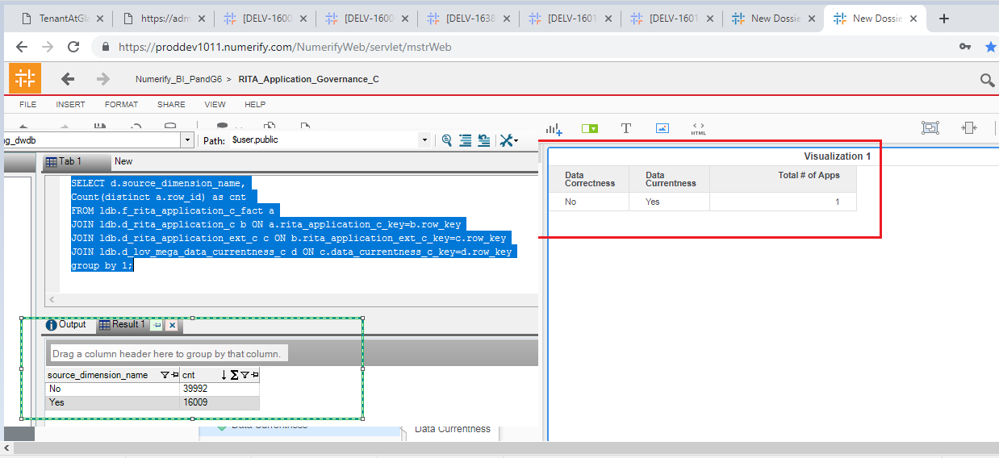 TenantAtGla
https://adm
[DELV-1600
[DELV-1600
[DELV-1638
[DELV-1601
[DELV-1601
New Dossie
New Dossie
https://proddev1011.numerify.com/NumerifyWeb/servlet/mstrWeb
Numerify_BI_PandG6 > RITA_Application_Governance_C
FILE INSERT FORMAT SHARE VIEW HELP
HTML
ng_dwdb Path: $user,public
Tab 1 New
SELECT d.source_dimension_name,
Count(distinct a.row_id) as cnt
FROM ldb.f_rita_application_c_fact a
JOIN ldb.d_rita_application_c b ON a.rita_application_c_key=b.row_key
JOIN ldb.d_rita_application_ext_c c ON b.rita_application_ext_c_key=c.row_key
JOIN ldb.d_lov_mega_data_currentness_c d ON c.data_currentness_c_key=d.row_key
group by 1;
Output Result 1
Drag a column header here to group by that column.
source_dimension_name cnt
No 39992
Yes 16009
Data Currentness
Data Currentness
Visualization 1
Data Correctness Data Currentness Total # of Apps
No Yes 1